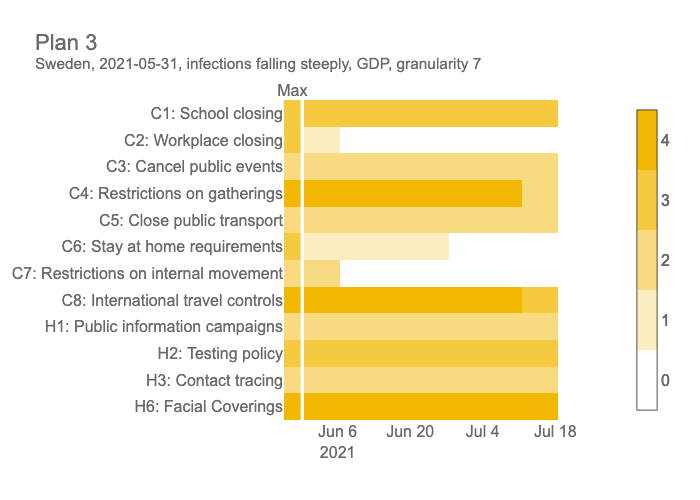 Plan 3
Sweden, 2021-05-31, infections falling steeply, GDP, granularity 7
Max
C1: School closing
C2: Workplace closing
C3: Cancel public events
C4: Restrictions on gatherings
C5: Close public transport
C6: Stay at home requirements
C7: Restrictions on internal movement
C8: International travel controls
H1: Public information campaigns
H2: Testing policy
H3: Contact tracing
H6: Facial Coverings
Jun 6 Jun 20 Jul 4 Jul 18
2021
4
3
2
1
0